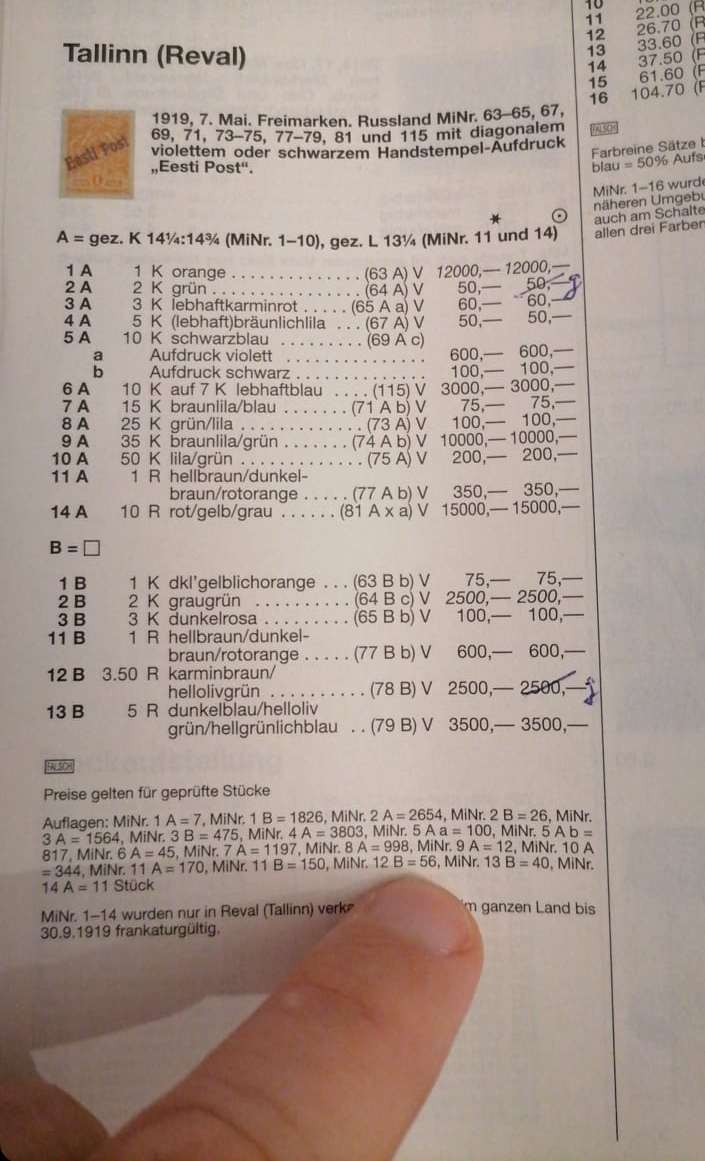 Tallinn (Reval)
Eesti Post
1919, 7. Mai. Freimarken. Russland MiNr. 63–65, 67,
69, 71, 73–75, 77–79, 81 und 115 mit diagonalem
violettem oder schwarzem Handstempel-Aufdruck
„Eesti Post“.
A = gez. K 14¼:14¾ (MiNr. 1–10), gez. L 13¼ (MiNr. 11 und 14)
1 A 1 K orange . . . . . . . . . . . . . (63 A) V 12000,— 12000,—
2 A 2 K grün . . . . . . . . . . . . . . . (64 A) V 50,— 50,—
3 A 3 K lebhaftkarminrot . . . . . (65 A a) V 60,— 60,—
4 A 5 K (lebhaft)bräunlichlila . . . (67 A) V 50,— 50,—
5 A 10 K schwarzblau . . . . . . . . . (69 A c)
a Aufdruck violett . . . . . . . . . . . . . . 600,— 600,—
b Aufdruck schwarz . . . . . . . . . . . . . 100,— 100,—
6 A 10 K auf 7 K lebhaftblau . . . . (115) V 3000,— 3000,—
7 A 15 K braunlila/blau . . . . . . . (71 A b) V 75,— 75,—
8 A 25 K grün/lila . . . . . . . . . . . . (73 A) V 100,— 100,—
9 A 35 K braunlila/grün . . . . . . . (74 A b) V 10000,— 10000,—
10 A 50 K lila/grün . . . . . . . . . . . . (75 A) V 200,— 200,—
11 A 1 R hellbraun/dunkel-
braun/rotorange . . . . . (77 A b) V 350,— 350,—
14 A 10 R rot/gelb/grau . . . . . . (81 A x a) V 15000,— 15000,—
B = □
1 B 1 K dkl'gelblichorange . . . (63 B b) V 75,— 75,—
2 B 2 K graugrün . . . . . . . . . . (64 B c) V 2500,— 2500,—
3 B 3 K dunkelrosa . . . . . . . . . (65 B b) V 100,— 100,—
11 B 1 R hellbraun/dunkel-
braun/rotorange . . . . . (77 B b) V 600,— 600,—
12 B 3.50 R karminbraun/
hellolivgrün . . . . . . . . . . (78 B) V 2500,— 2500,—
13 B 5 R dunkelblau/helloliv
grün/hellgrünlichblau . . (79 B) V 3500,— 3500,—
FALSCH
Preise gelten für geprüfte Stücke
Auflagen: MiNr. 1 A = 7, MiNr. 1 B = 1826, MiNr. 2 A = 2654, MiNr. 2 B = 26, MiNr.
3 A = 1564, MiNr. 3 B = 475, MiNr. 4 A = 3803, MiNr. 5 A a = 100, MiNr. 5 A b =
817, MiNr. 6 A = 45, MiNr. 7 A = 1197, MiNr. 8 A = 998, MiNr. 9 A = 12, MiNr. 10 A
= 344, MiNr. 11 A = 170, MiNr. 11 B = 150, MiNr. 12 B = 56, MiNr. 13 B = 40, MiNr.
14 A = 11 Stück
MiNr. 1–14 wurden nur in Reval (Tallinn) ganzen Land bis
30.9.1919 frankaturgültig.
10
11 22.00
12 26.70
13 33.60
14 37.50
15 61.60
16 104.70
FALSCH
Farbreine Sätze
blau = 50%
MiNr. 1–16
näheren Umgebu
auch am Schalte
allen drei Farben